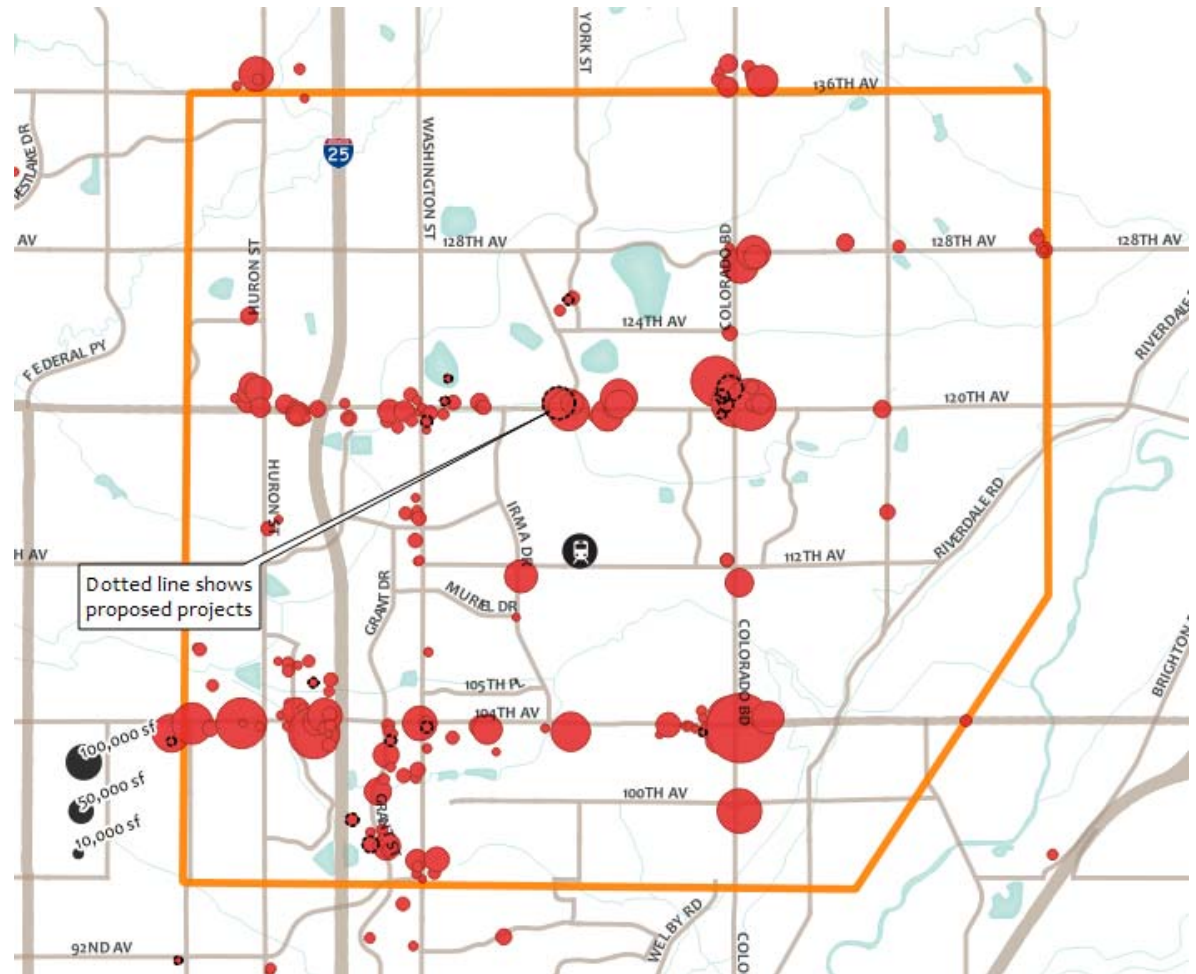 YORK ST
136TH AV
WESTLAKE DR
25
WASHINGTON ST
AV
128TH AV
128TH AV
128TH AV
HURON ST
COLORADO BD
124TH AV
RIVERDALE
FEDERAL PY
120TH AV
HURON ST
IRMA DR
RIVERDALE RD
H AV
112TH AV
Dotted line shows
proposed projects
GRANT DR
MURIEL DR
COLORADO BD
BRIGHTON
105TH PL
104TH AV
100,000 sf
50,000 sf
10,000 sf
100TH AV
GRANT ST
WELBY RD
92ND AV
COLO